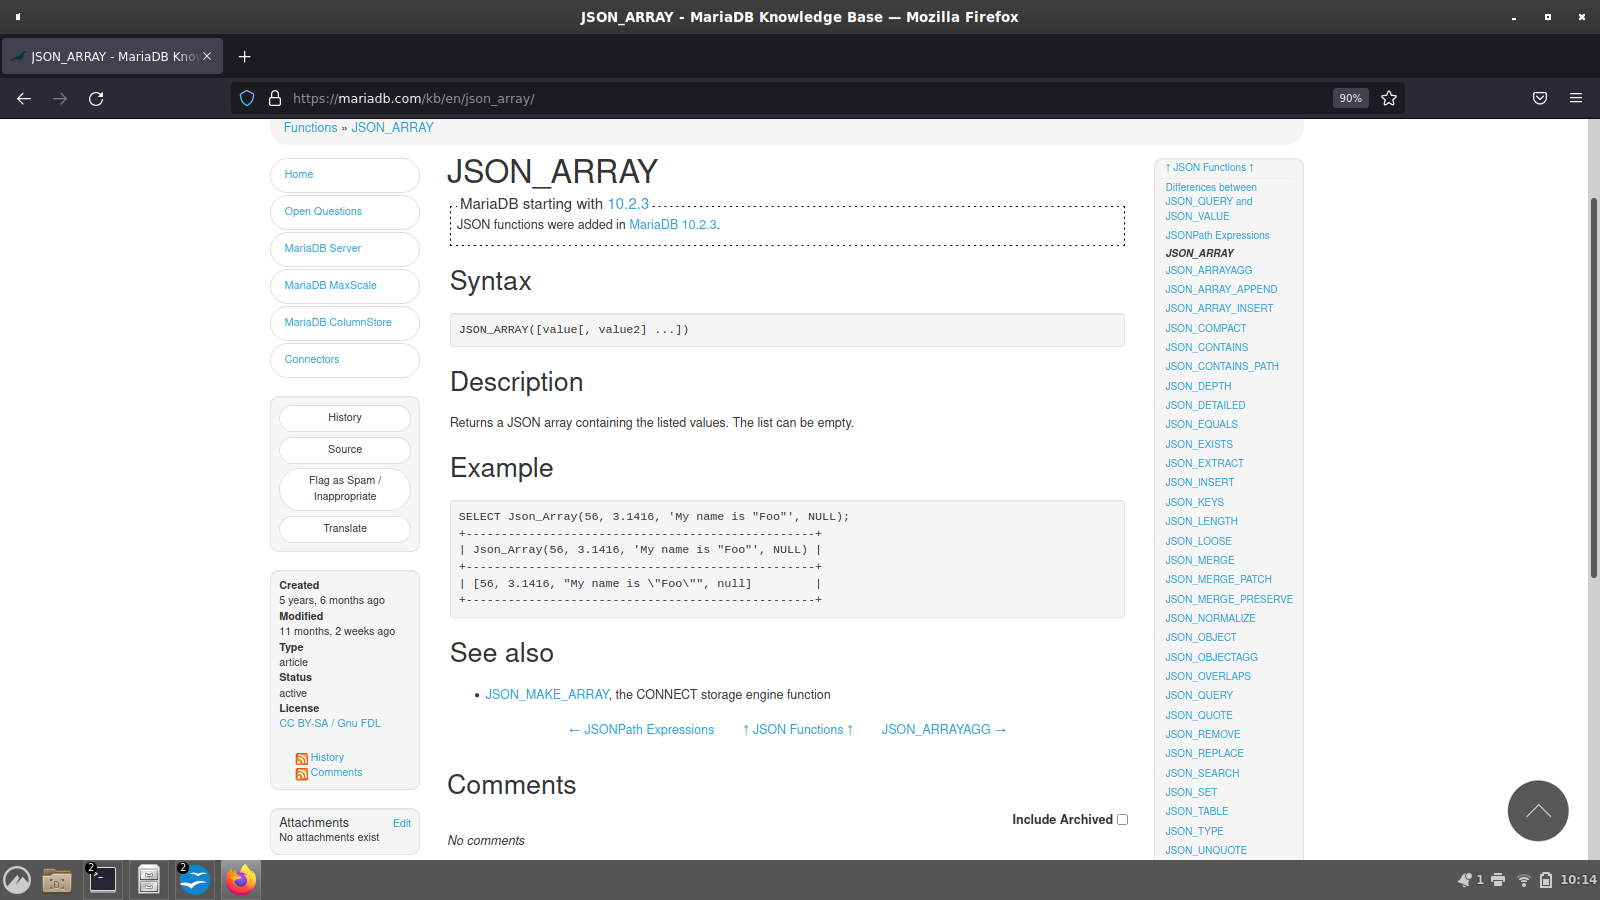 JSON_ARRAY - MariaDB Knowledge Base — Mozilla Firefox
JSON_ARRAY - MariaDB Kno
https://mariadb.com/kb/en/json_array/
90%
Functions » JSON_ARRAY
Home
Open Questions
MariaDB Server
MariaDB MaxScale
MariaDB ColumnStore
Connectors
History
Source
Flag as Spam /
Inappropriate
Translate
Created
5 years, 6 months ago
Modified
11 months, 2 weeks ago
Type
article
Status
active
License
CC BY-SA / Gnu FDL
History
Comments
Attachments Edit
No attachments exist
JSON_ARRAY
MariaDB starting with 10.2.3
JSON functions were added in MariaDB 10.2.3.
Syntax
JSON_ARRAY([value[, value2] ...])
Description
Returns a JSON array containing the listed values. The list can be empty.
Example
SELECT Json_Array(56, 3.1416, 'My name is "Foo"', NULL);
+--------------------------------------------------+
| Json_Array(56, 3.1416, 'My name is "Foo"', NULL) |
+--------------------------------------------------+
| [56, 3.1416, "My name is \"Foo\"", null]         |
+--------------------------------------------------+
See also
• JSON_MAKE_ARRAY, the CONNECT storage engine function
← JSONPath Expressions ↑ JSON Functions ↑ JSON_ARRAYAGG →
Comments
Include Archived
No comments
↑ JSON Functions ↑
Differences between
JSON_QUERY and
JSON_VALUE
JSONPath Expressions
JSON_ARRAY
JSON_ARRAYAGG
JSON_ARRAY_APPEND
JSON_ARRAY_INSERT
JSON_COMPACT
JSON_CONTAINS
JSON_CONTAINS_PATH
JSON_DEPTH
JSON_DETAILED
JSON_EQUALS
JSON_EXISTS
JSON_EXTRACT
JSON_INSERT
JSON_KEYS
JSON_LENGTH
JSON_LOOSE
JSON_MERGE
JSON_MERGE_PATCH
JSON_MERGE_PRESERVE
JSON_NORMALIZE
JSON_OBJECT
JSON_OBJECTAGG
JSON_OVERLAPS
JSON_QUERY
JSON_QUOTE
JSON_REMOVE
JSON_REPLACE
JSON_SEARCH
JSON_SET
JSON_TABLE
JSON_TYPE
JSON_UNQUOTE
2
2
1
10:14